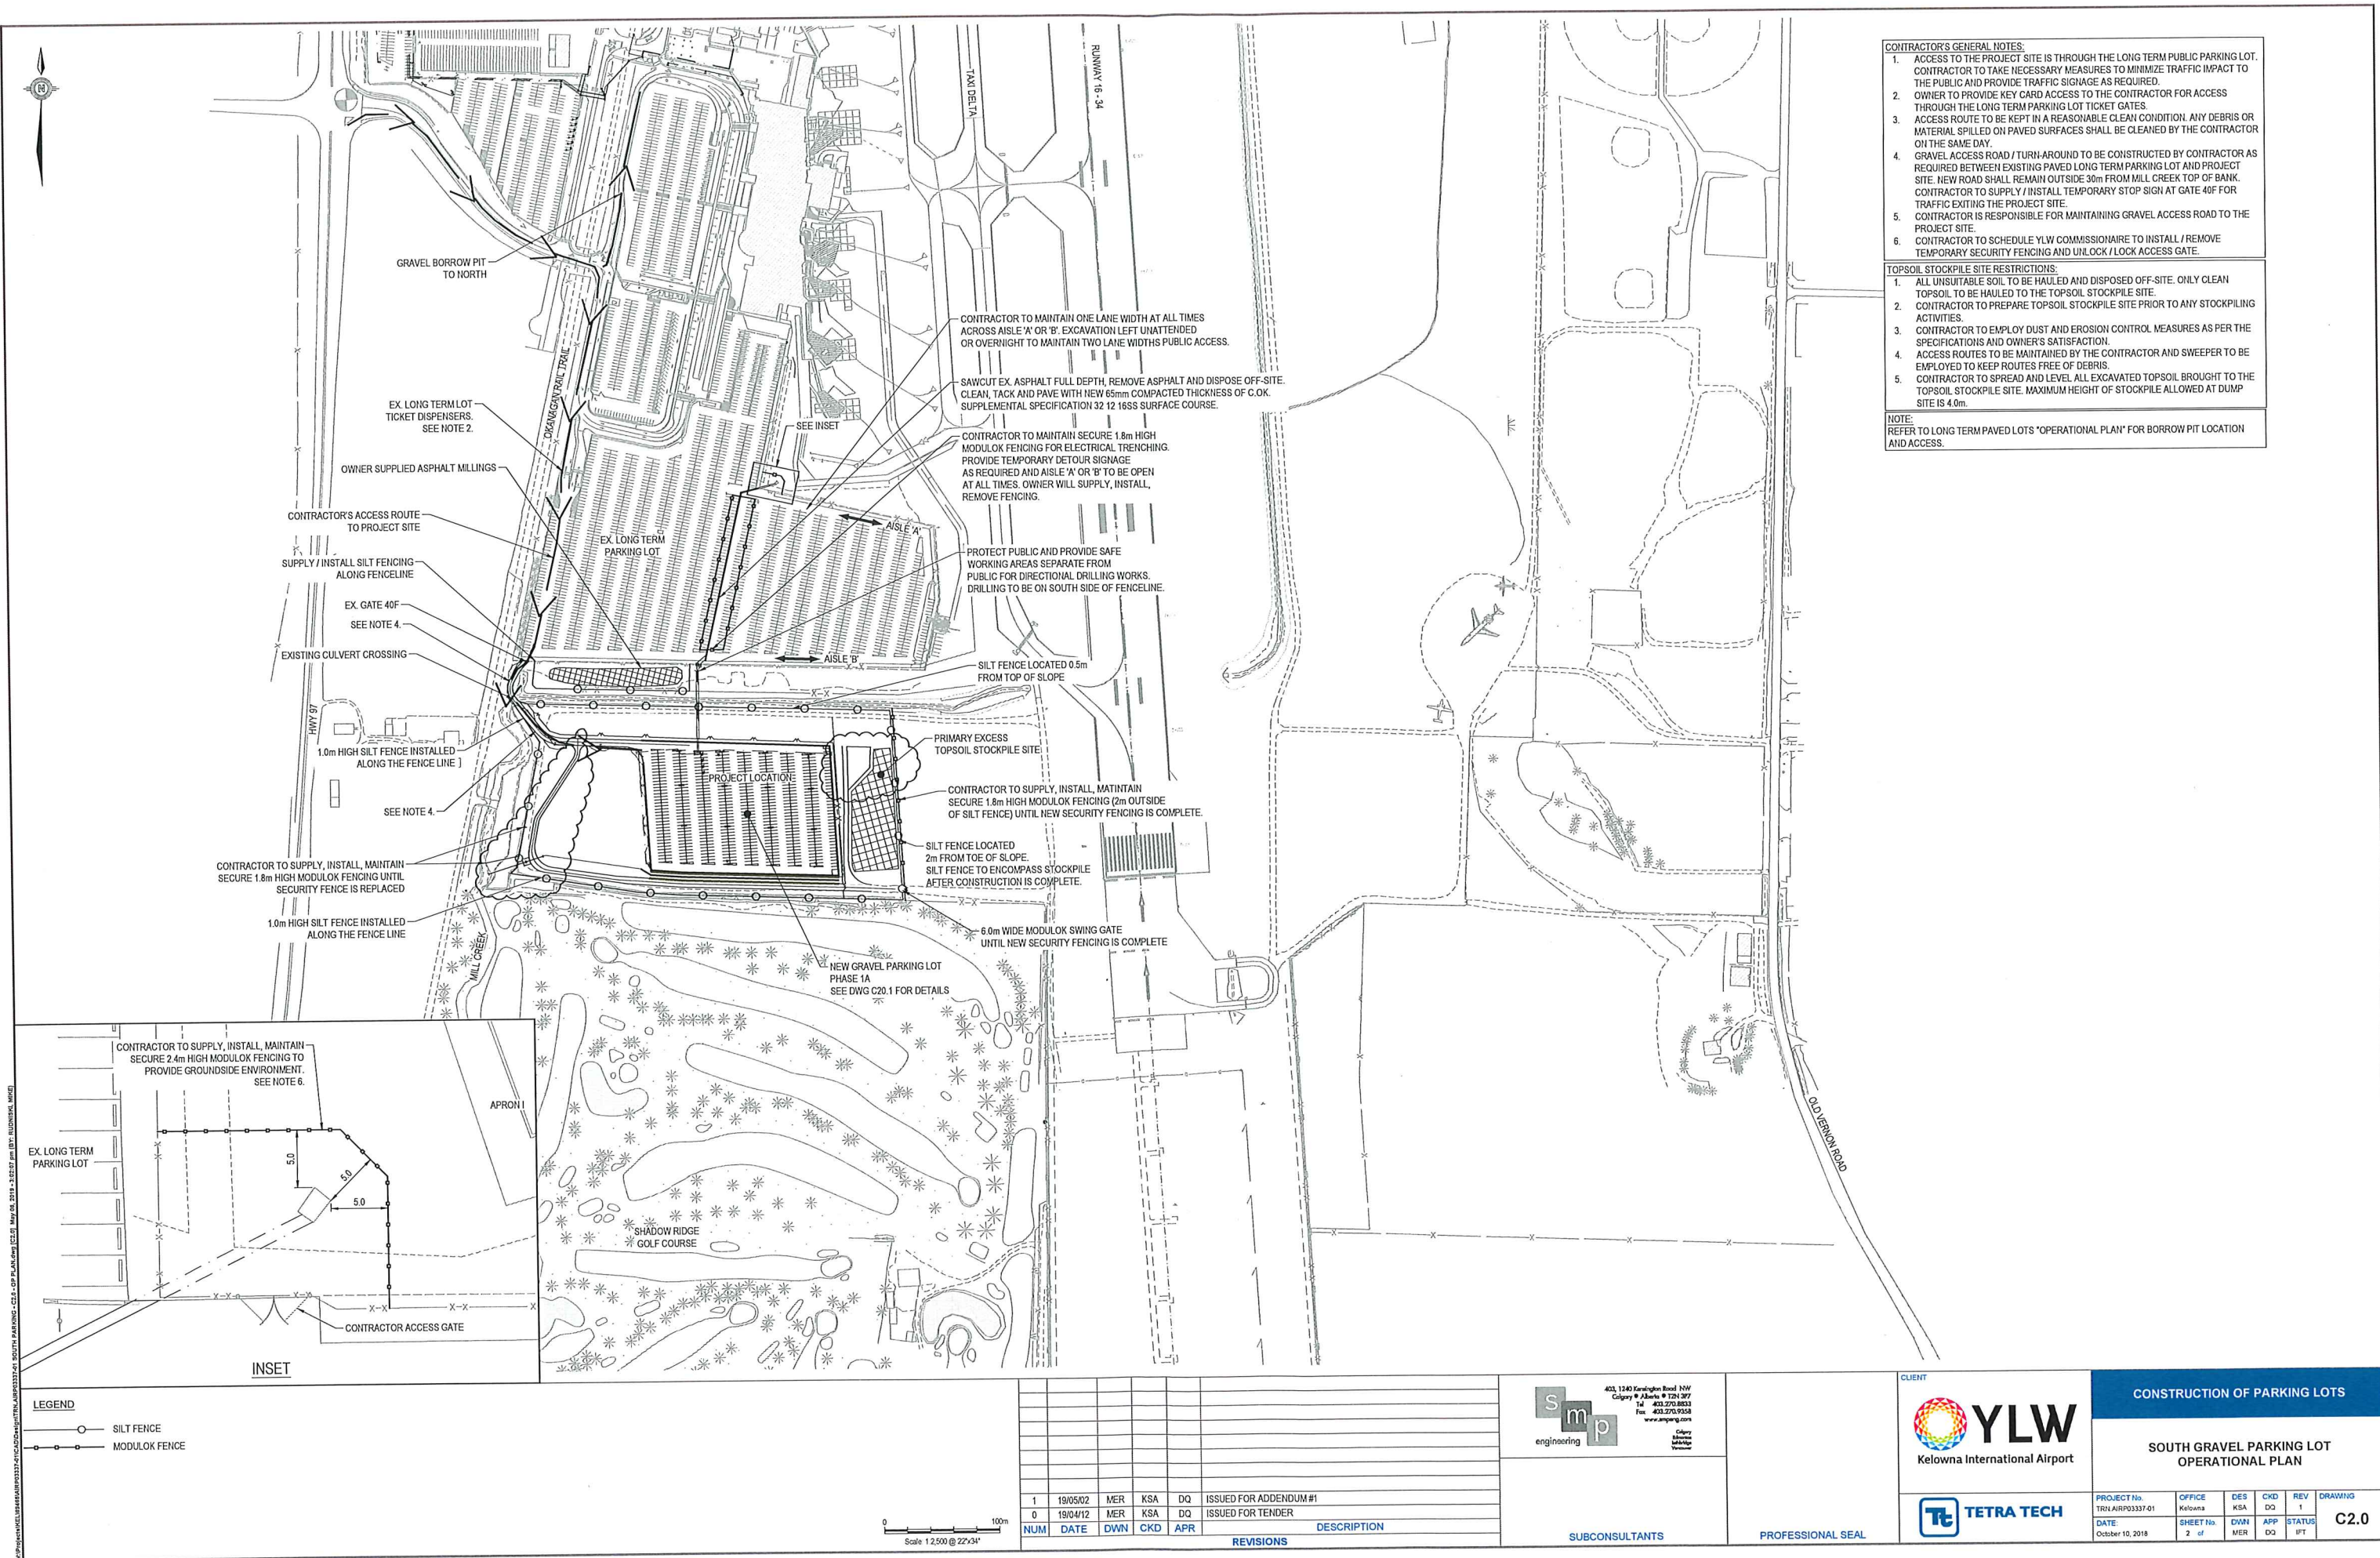 CONTRACTOR'S GENERAL NOTES:
1. ACCESS TO THE PROJECT SITE IS THROUGH THE LONG TERM PUBLIC PARKING LOT.
CONTRACTOR TO TAKE NECESSARY MEASURES TO MINIMIZE TRAFFIC IMPACT TO
THE PUBLIC AND PROVIDE TRAFFIC SIGNAGE AS REQUIRED.
2. OWNER TO PROVIDE KEY CARD ACCESS TO THE CONTRACTOR FOR ACCESS
THROUGH THE LONG TERM PARKING LOT TICKET GATES.
3. ACCESS ROUTE TO BE KEPT IN A REASONABLE CLEAN CONDITION. ANY DEBRIS OR
MATERIAL SPILLED ON PAVED SURFACES SHALL BE CLEANED BY THE CONTRACTOR
ON THE SAME DAY.
4. GRAVEL ACCESS ROAD / TURN-AROUND TO BE CONSTRUCTED BY CONTRACTOR AS
REQUIRED BETWEEN EXISTING PAVED LONG TERM PARKING LOT AND PROJECT
SITE. NEW ROAD SHALL REMAIN OUTSIDE 30m FROM MILL CREEK TOP OF BANK.
CONTRACTOR TO SUPPLY / INSTALL TEMPORARY STOP SIGN AT GATE 40F FOR
TRAFFIC EXITING THE PROJECT SITE.
5. CONTRACTOR IS RESPONSIBLE FOR MAINTAINING GRAVEL ACCESS ROAD TO THE
PROJECT SITE.
6. CONTRACTOR TO SCHEDULE YLW COMMISSIONAIRE TO INSTALL / REMOVE
TEMPORARY SECURITY FENCING AND UNLOCK / LOCK ACCESS GATE.
TOPSOIL STOCKPILE SITE RESTRICTIONS:
1. ALL UNSUITABLE SOIL TO BE HAULED AND DISPOSED OFF-SITE. ONLY CLEAN
TOPSOIL TO BE HAULED TO THE TOPSOIL STOCKPILE SITE.
2. CONTRACTOR TO PREPARE TOPSOIL STOCKPILE SITE PRIOR TO ANY STOCKPILING
ACTIVITIES.
3. CONTRACTOR TO EMPLOY DUST AND EROSION CONTROL MEASURES AS PER THE
SPECIFICATIONS AND OWNER'S SATISFACTION.
4. ACCESS ROUTES TO BE MAINTAINED BY THE CONTRACTOR AND SWEEPER TO BE
EMPLOYED TO KEEP ROUTES FREE OF DEBRIS.
5. CONTRACTOR TO SPREAD AND LEVEL ALL EXCAVATED TOPSOIL BROUGHT TO THE
TOPSOIL STOCKPILE SITE. MAXIMUM HEIGHT OF STOCKPILE ALLOWED AT DUMP
SITE IS 4.0m.
NOTE:
REFER TO LONG TERM PAVED LOTS "OPERATIONAL PLAN" FOR BORROW PIT LOCATION
AND ACCESS.
N
TAXI DELTA
RUNWAY 16 - 34
GRAVEL BORROW PIT
TO NORTH
OKANAGAN RAIL TRAIL
EX. LONG TERM LOT
TICKET DISPENSERS.
SEE NOTE 2.
OWNER SUPPLIED ASPHALT MILLINGS
CONTRACTOR'S ACCESS ROUTE
TO PROJECT SITE
SUPPLY / INSTALL SILT FENCING
ALONG FENCELINE
EX. GATE 40F
SEE NOTE 4.
EXISTING CULVERT CROSSING
HWY 97
1.0m HIGH SILT FENCE INSTALLED
ALONG THE FENCE LINE ]
SEE NOTE 4.
CONTRACTOR TO SUPPLY, INSTALL, MAINTAIN
SECURE 1.8m HIGH MODULOK FENCING UNTIL
SECURITY FENCE IS REPLACED
1.0m HIGH SILT FENCE INSTALLED
ALONG THE FENCE LINE
MILL CREEK
CONTRACTOR TO MAINTAIN ONE LANE WIDTH AT ALL TIMES
ACROSS AISLE 'A' OR 'B'. EXCAVATION LEFT UNATTENDED
OR OVERNIGHT TO MAINTAIN TWO LANE WIDTHS PUBLIC ACCESS.
SAWCUT EX. ASPHALT FULL DEPTH, REMOVE ASPHALT AND DISPOSE OFF-SITE.
CLEAN, TACK AND PAVE WITH NEW 65mm COMPACTED THICKNESS OF C.OK.
SUPPLEMENTAL SPECIFICATION 32 12 16SS SURFACE COURSE.
SEE INSET
CONTRACTOR TO MAINTAIN SECURE 1.8m HIGH
MODULOK FENCING FOR ELECTRICAL TRENCHING.
PROVIDE TEMPORARY DETOUR SIGNAGE
AS REQUIRED AND AISLE 'A' OR 'B' TO BE OPEN
AT ALL TIMES. OWNER WILL SUPPLY, INSTALL,
REMOVE FENCING.
AISLE 'A'
EX. LONG TERM
PARKING LOT
PROTECT PUBLIC AND PROVIDE SAFE
WORKING AREAS SEPARATE FROM
PUBLIC FOR DIRECTIONAL DRILLING WORKS.
DRILLING TO BE ON SOUTH SIDE OF FENCELINE.
AISLE 'B'
SILT FENCE LOCATED 0.5m
FROM TOP OF SLOPE
PRIMARY EXCESS
TOPSOIL STOCKPILE SITE
PROJECT LOCATION
CONTRACTOR TO SUPPLY, INSTALL, MATINTAIN
SECURE 1.8m HIGH MODULOK FENCING (2m OUTSIDE
OF SILT FENCE) UNTIL NEW SECURITY FENCING IS COMPLETE.
SILT FENCE LOCATED
2m FROM TOE OF SLOPE.
SILT FENCE TO ENCOMPASS STOCKPILE
AFTER CONSTRUCTION IS COMPLETE.
6.0m WIDE MODULOK SWING GATE
UNTIL NEW SECURITY FENCING IS COMPLETE
NEW GRAVEL PARKING LOT
PHASE 1A
SEE DWG C20.1 FOR DETAILS
SHADOW RIDGE
GOLF COURSE
OLD VERNON ROAD
CONTRACTOR TO SUPPLY, INSTALL, MAINTAIN
SECURE 2.4m HIGH MODULOK FENCING TO
PROVIDE GROUNDSIDE ENVIRONMENT.
SEE NOTE 6.
APRON I
EX. LONG TERM
PARKING LOT
5.0
5.0
5.0
CONTRACTOR ACCESS GATE
INSET
LEGEND
SILT FENCE
MODULOK FENCE
0 100m
Scale 1:2,500 @ 22"x34"
1 19/05/02 MER KSA DQ ISSUED FOR ADDENDUM #1
0 19/04/12 MER KSA DQ ISSUED FOR TENDER
NUM DATE DWN CKD APR DESCRIPTION
REVISIONS
smp
engineering
403, 1240 Kensington Road NW
Calgary Alberta T2N 3P7
Tel 403.270.8833
Fax 403.270.9358
www.smpeng.com
Calgary
Edmonton
Lethbridge
Vancouver
SUBCONSULTANTS
PROFESSIONAL SEAL
CLIENT
YLW
Kelowna International Airport
Tt TETRA TECH
CONSTRUCTION OF PARKING LOTS
SOUTH GRAVEL PARKING LOT
OPERATIONAL PLAN
PROJECT No. OFFICE DES CKD REV DRAWING
TRN.AIRP03337-01 Kelowna KSA DQ 1
C2.0
DATE: SHEET No. DWN APP STATUS
October 10, 2018 2 of MER DQ IFT